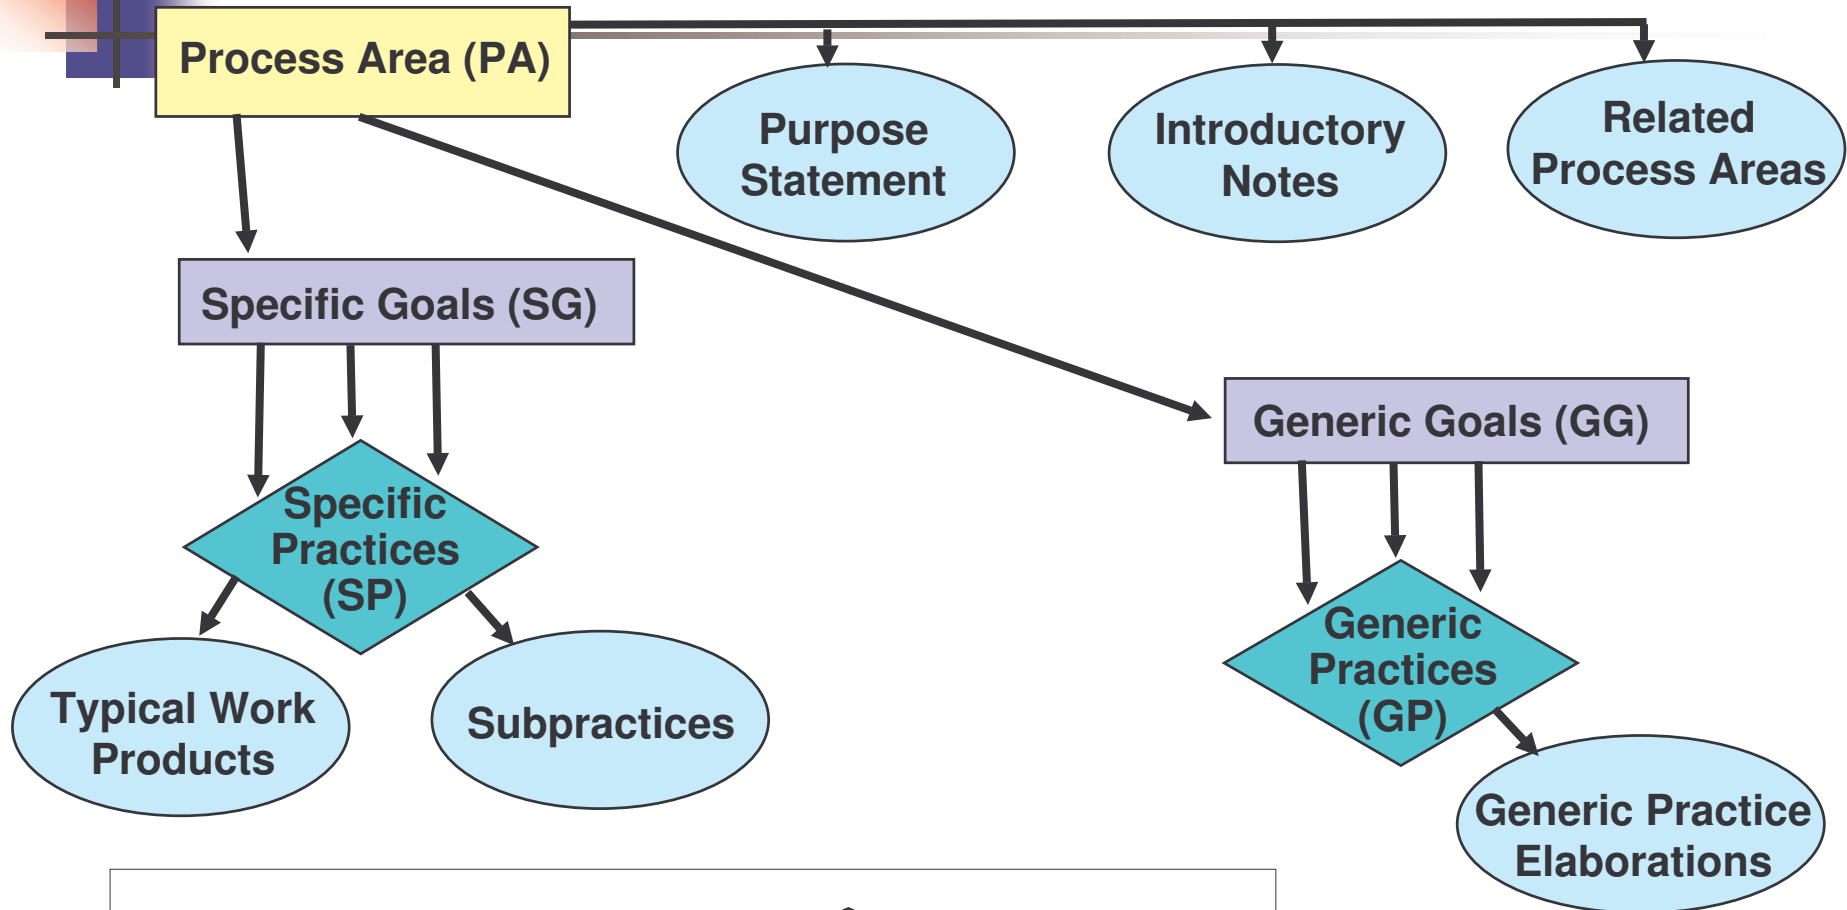 Process Area (PA)
Purpose
Statement
Introductory
Notes
Related
Process Areas
Specific Goals (SG)
Generic Goals (GG)
Specific
Practices
(SP)
Generic
Practices
(GP)
Typical Work
Products
Subpractices
Generic Practice
Elaborations